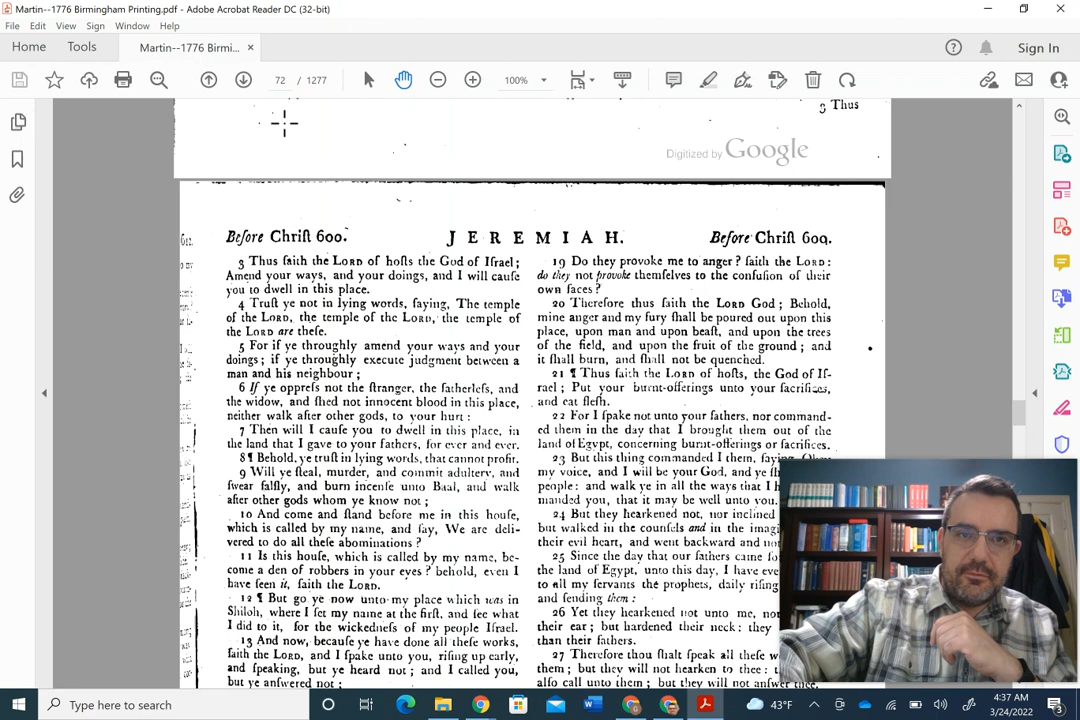 Martin--1776 Birmingham Printing.pdf - Adobe Acrobat Reader DC (32-bit)
File Edit View Sign Window Help
Home Tools Martin--1776 Birmi... × Sign In
72 / 1277 100%
3 Thus
Digitized by Google
Before Chriſt 600. JEREMIAH. Before Chriſt 600.
3 Thus ſaith the LORD of hoſts the God of Iſrael;
Amend your ways, and your doings, and I will cauſe
you to dwell in this place.
4 Truſt ye not in lying words, ſaying, The temple
of the LORD, the temple of the LORD, the temple of
the LORD are theſe.
5 For if ye throughly amend your ways and your
doings; if ye throughly execute judgment between a
man and his neighbour;
6 If ye oppreſs not the ſtranger, the fatherleſs, and
the widow, and ſhed not innocent blood in this place,
neither walk after other gods, to your hurt:
7 Then will I cauſe you to dwell in this place, in
the land that I gave to your fathers, for ever and ever.
8 ¶ Behold, ye truſt in lying words, that cannot profit.
9 Will ye ſteal, murder, and commit adultery, and
ſwear falſly, and burn incenſe unto Baal, and walk
after other gods whom ye know not;
10 And come and ſtand before me in this houſe,
which is called by my name, and ſay, We are deli-
vered to do all theſe abominations?
11 Is this houſe, which is called by my name, be-
come a den of robbers in your eyes? behold, even I
have ſeen it, ſaith the LORD.
12 ¶ But go ye now unto my place which was in
Shiloh, where I ſet my name at the firſt, and ſee what
I did to it, for the wickedneſs of my people Iſrael.
13 And now, becauſe ye have done all theſe works,
ſaith the LORD, and I ſpake unto you, riſing up early,
and ſpeaking, but ye heard not; and I called you,
but ye anſwered not;
19 Do they provoke me to anger? ſaith the LORD:
do they not provoke themſelves to the confuſion of their
own faces?
20 Therefore thus ſaith the LORD God; Behold,
mine anger and my fury ſhall be poured out upon this
place, upon man and upon beaſt, and upon the trees
of the field, and upon the fruit of the ground; and
it ſhall burn, and ſhall not be quenched.
21 ¶ Thus ſaith the LORD of hoſts, the God of Iſ-
rael; Put your burnt-offerings unto your ſacrifices,
and eat fleſh.
22 For I ſpake not unto your fathers, nor command-
ed them in the day that I brought them out of the
land of Egypt, concerning burnt-offerings or ſacrifices.
23 But this thing commanded I them, ſaying,
my voice, and I will be your God, and ye
people: and walk ye in all the ways that I
manded you, that it may be well unto you.
24 But they hearkened not, nor inclined
but walked in the counſels and in the
their evil heart, and went backward and
25 Since the day that our fathers came
the land of Egypt, unto this day, I have
to all my ſervants the prophets, daily
and ſending them:
26 Yet they hearkened not unto me, nor
their ear; but hardened their neck: they
than their fathers.
27 Therefore thou ſhalt ſpeak all theſe
them; but they will not hearken to thee:
alſo call unto them; but they will not anſwer thee.
Type here to search
43°F
4:37 AM
3/24/2022